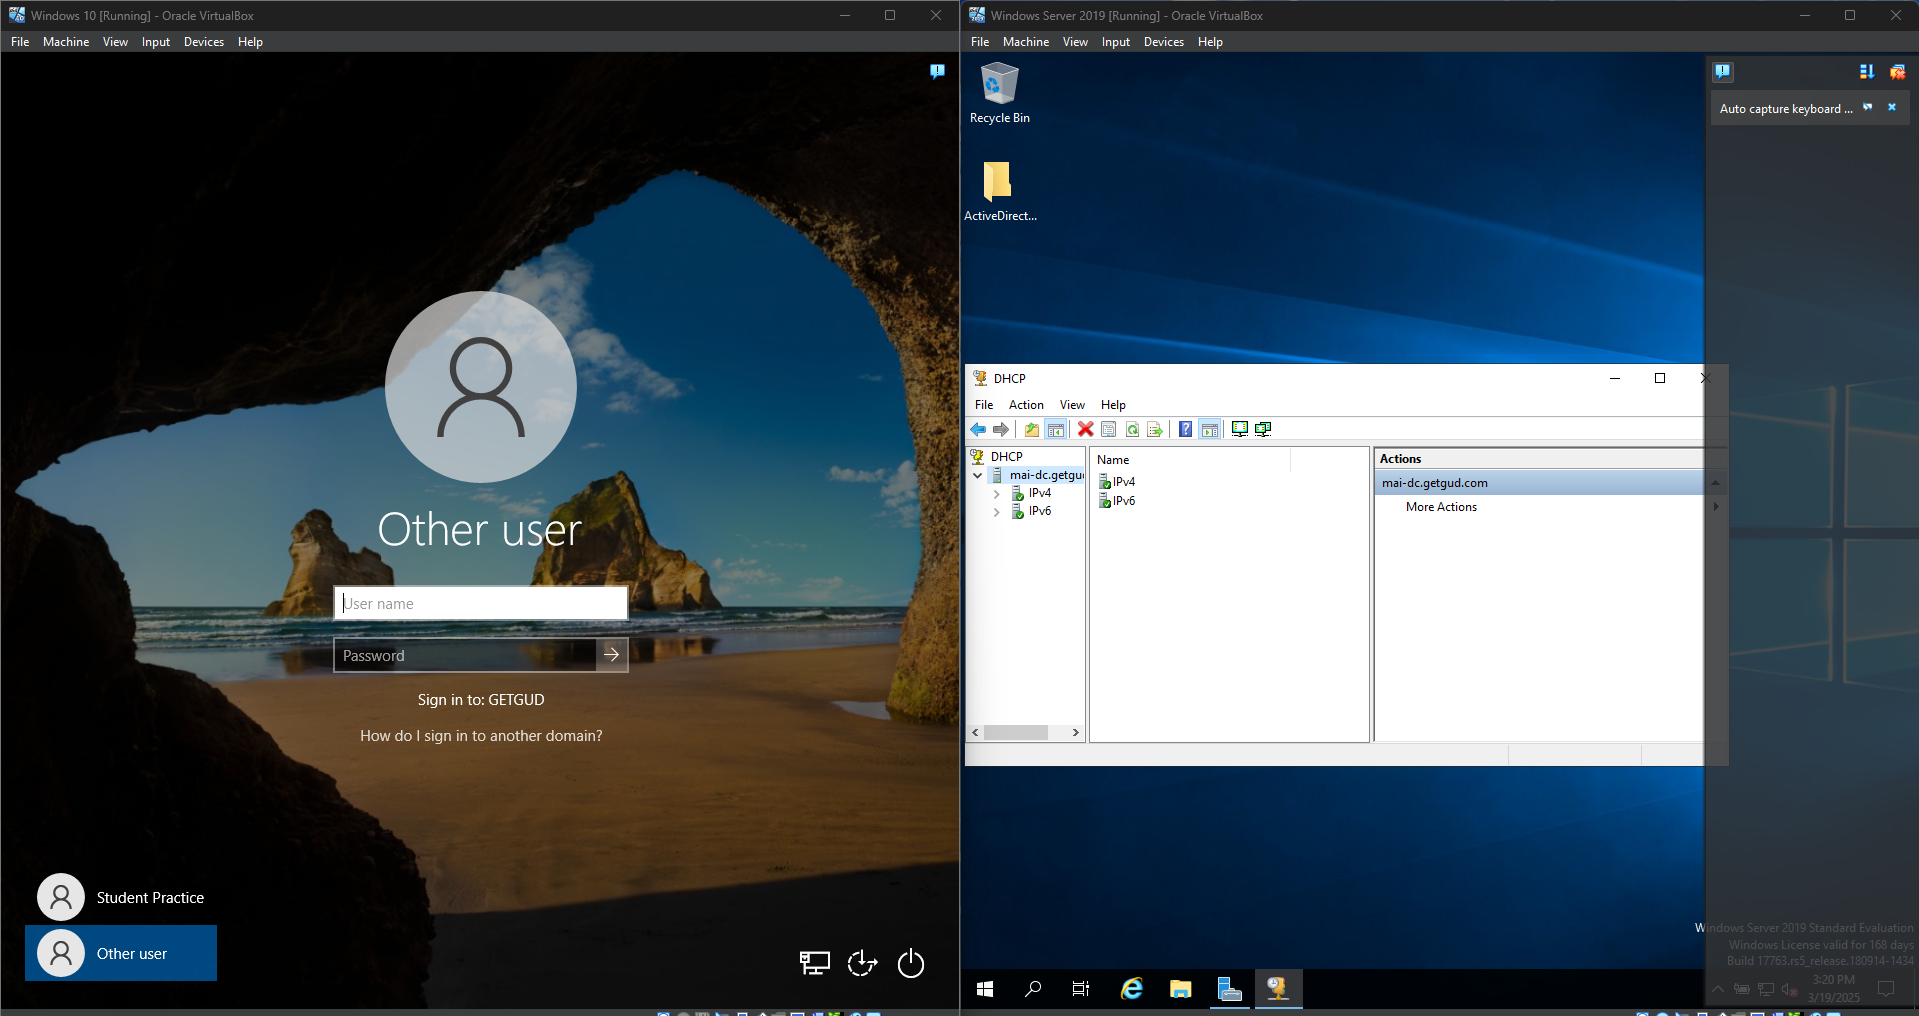 Windows 10 [Running] - Oracle VirtualBox
File Machine View Input Devices Help
Other user
User name
Password
Sign in to: GETGUD
How do I sign in to another domain?
Student Practice
Other user
Windows Server 2019 [Running] - Oracle VirtualBox
File Machine View Input Devices Help
Recycle Bin
ActiveDirect...
Auto capture keyboard ...
DHCP
File Action View Help
DHCP
mai-dc.getgu
IPv4
IPv6
Name
IPv4
IPv6
Actions
mai-dc.getgud.com
More Actions
Windows Server 2019 Standard Evaluation
Windows License valid for 168 days
Build 17763.rs5_release.180914-1434
3:20 PM
3/19/2025